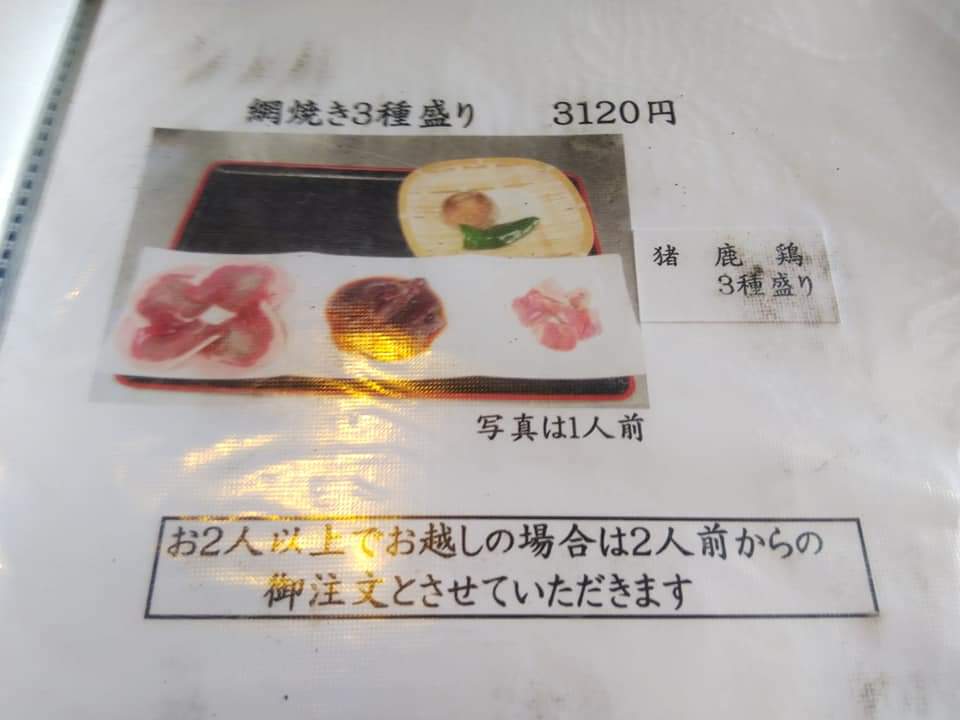 網焼き3種盛り 3120円
猪 鹿 鶏
3種盛り
写真は1人前
お2人以上でお越しの場合は2人前からの
御注文とさせていただきます